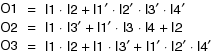 O1 = I1 · I2 + I1′ · I2′ · I3′ · I4′
O2 = I1 · I3′ + I1′ · I3 · I4 + I2
O3 = I1 · I2 + I1 · I3′ + I1′ · I2′ · I4′